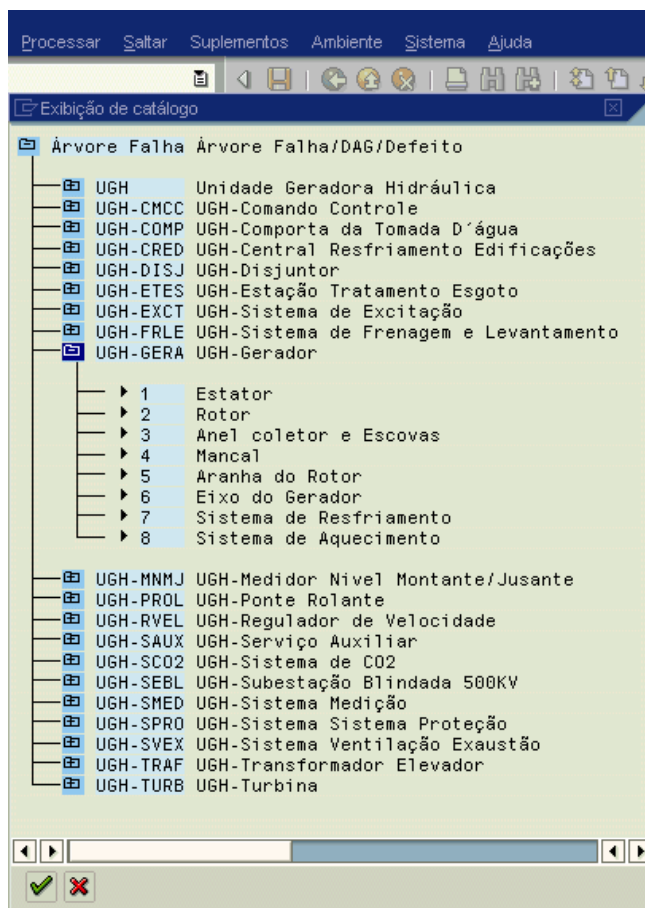 Processar Saltar Suplementos Ambiente Sistema Ajuda
Exibição de catálogo
Árvore Falha Árvore Falha/DAG/Defeito
UGH Unidade Geradora Hidráulica
UGH-CMCC UGH-Comando Controle
UGH-COMP UGH-Comporta da Tomada D´água
UGH-CRED UGH-Central Resfriamento Edificações
UGH-DISJ UGH-Disjuntor
UGH-ETES UGH-Estação Tratamento Esgoto
UGH-EXCT UGH-Sistema de Excitação
UGH-FRLE UGH-Sistema de Frenagem e Levantamento
UGH-GERA UGH-Gerador
1 Estator
2 Rotor
3 Anel coletor e Escovas
4 Mancal
5 Aranha do Rotor
6 Eixo do Gerador
7 Sistema de Resfriamento
8 Sistema de Aquecimento
UGH-MNMJ UGH-Medidor Nivel Montante/Jusante
UGH-PROL UGH-Ponte Rolante
UGH-RVEL UGH-Regulador de Velocidade
UGH-SAUX UGH-Serviço Auxiliar
UGH-SCO2 UGH-Sistema de CO2
UGH-SEBL UGH-Subestação Blindada 500KV
UGH-SMED UGH-Sistema Medição
UGH-SPRO UGH-Sistema Sistema Proteção
UGH-SVEX UGH-Sistema Ventilação Exaustão
UGH-TRAF UGH-Transformador Elevador
UGH-TURB UGH-Turbina